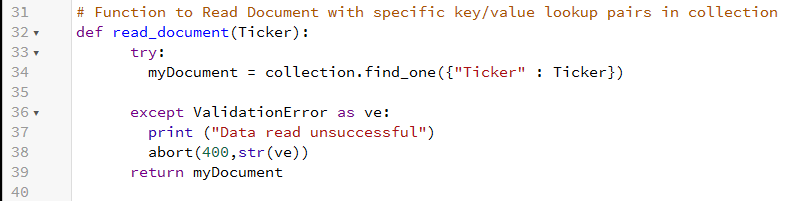 31 # Function to Read Document with specific key/value lookup pairs in collection
32 def read_document(Ticker):
33 try:
34 myDocument = collection.find_one({"Ticker" : Ticker})
35
36 except ValidationError as ve:
37 print ("Data read unsuccessful")
38 abort(400,str(ve))
39 return myDocument
40